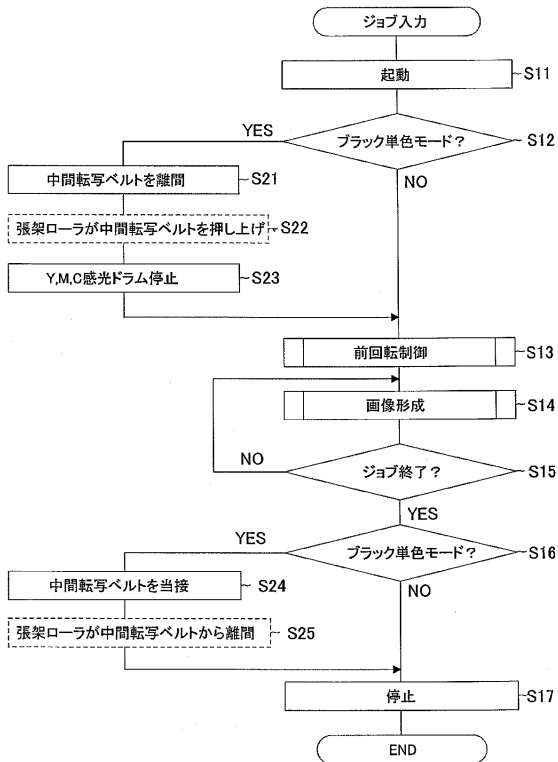 ジョブ入力
起動 S11
ブラック単色モード? S12
YES
NO
中間転写ベルトを離間 S21
張架ローラが中間転写ベルトを押し上げ S22
Y,M,C感光ドラム停止 S23
前回転制御 S13
画像形成 S14
ジョブ終了? S15
NO
YES
ブラック単色モード? S16
YES
NO
中間転写ベルトを当接 S24
張架ローラが中間転写ベルトから離間 S25
停止 S17
END